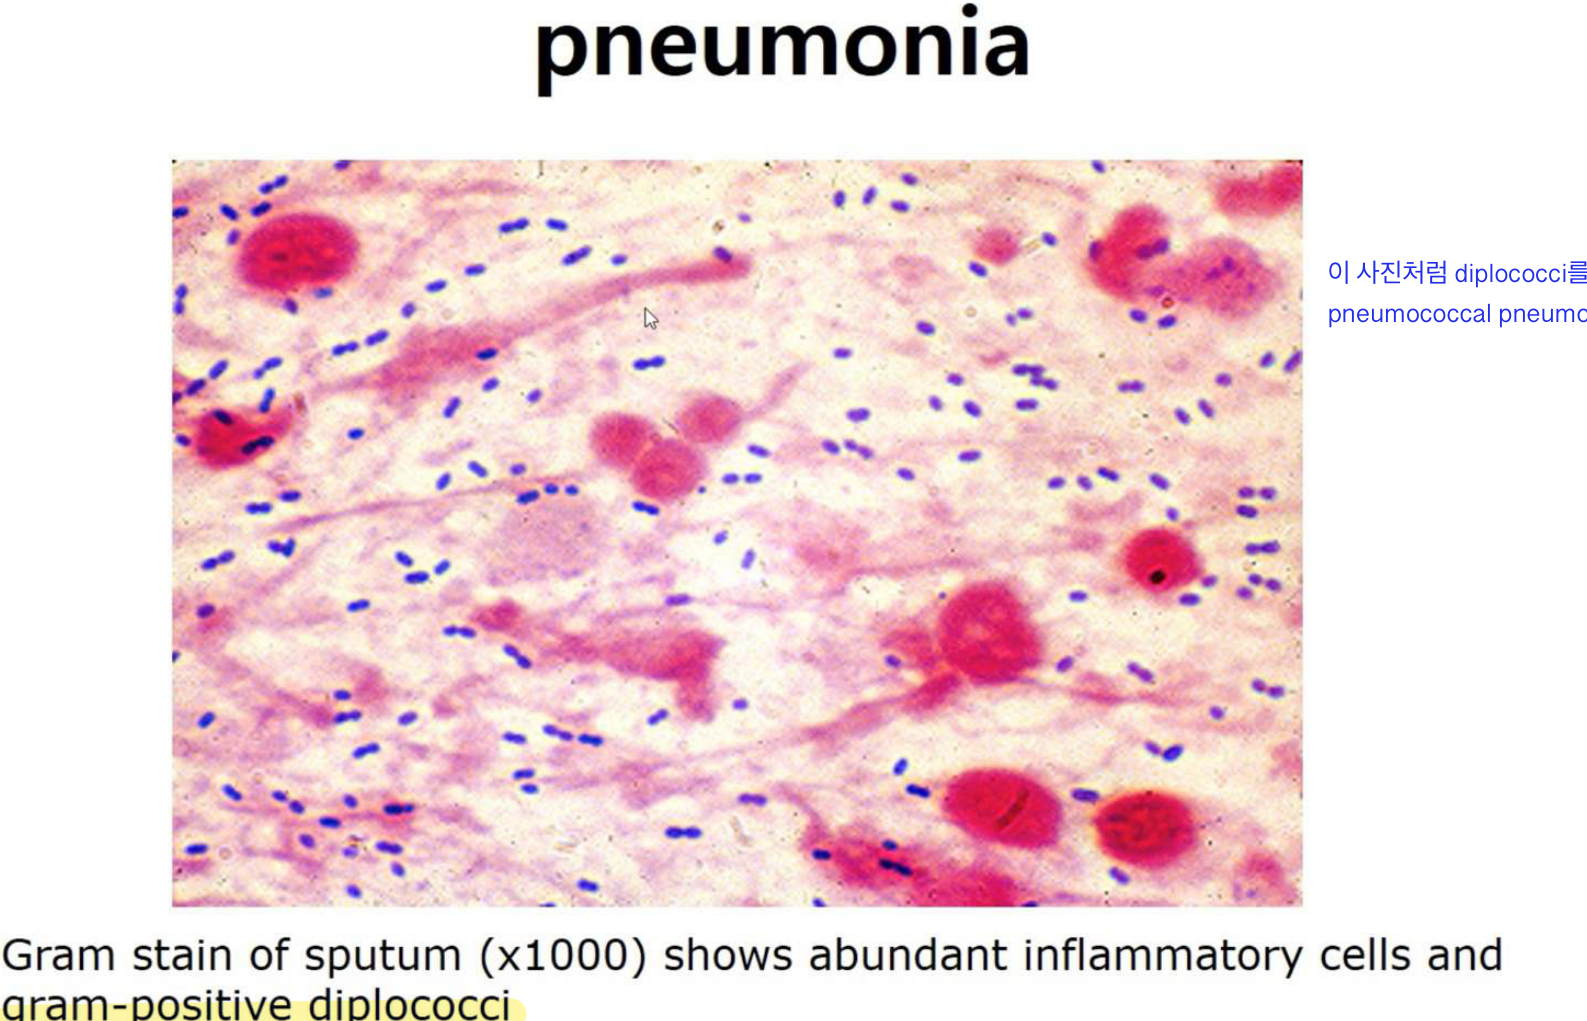 pneumonia
이 사진처럼 diplococci를
pneumococcal
Gram stain of sputum (x1000) shows abundant inflammatory cells and
gram-positive diplococci